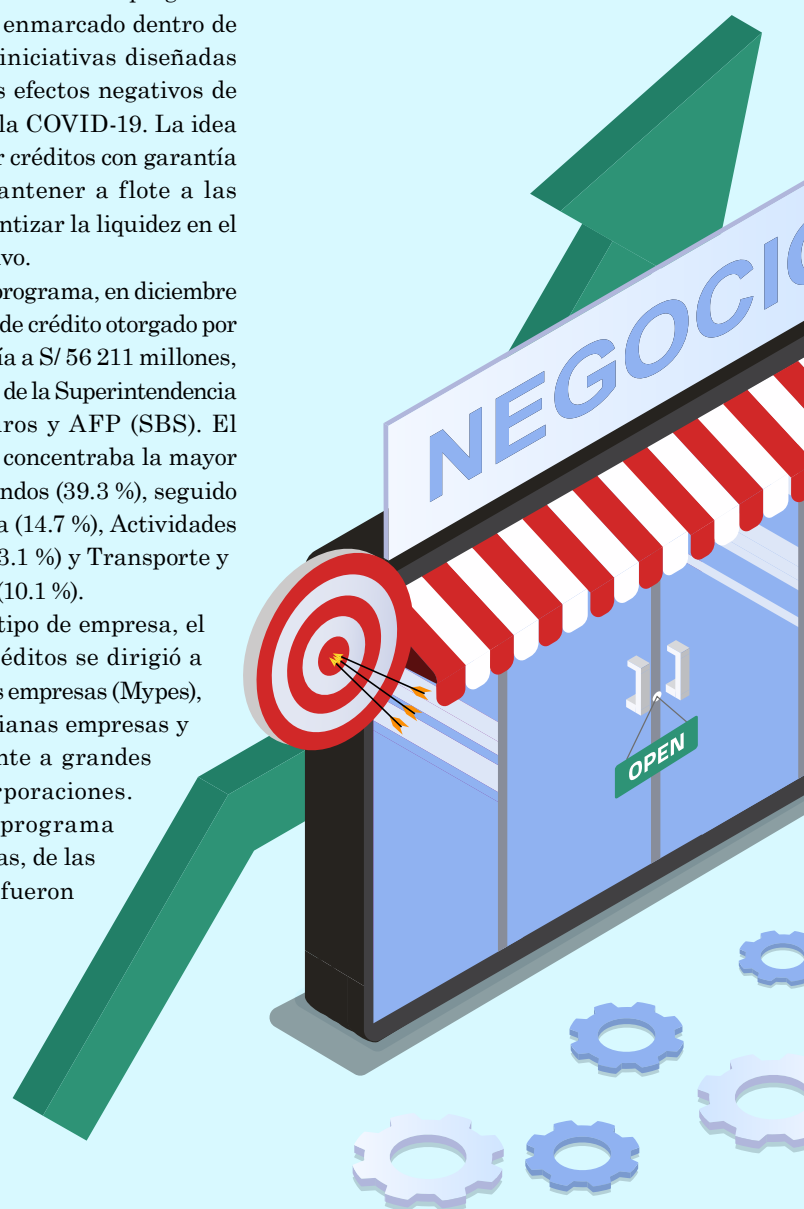 enmarcado dentro de
iniciativas diseñadas
s efectos negativos de
la COVID-19. La idea
r créditos con garantía
antener a flote a las
ntizar la liquidez en el
vo.
programa, en diciembre
de crédito otorgado por
ía a S/ 56 211 millones,
de la Superintendencia
ros y AFP (SBS). El
concentraba la mayor
ndos (39.3 %), seguido
a (14.7 %), Actividades
3.1 %) y Transporte y
(10.1 %).
tipo de empresa, el
éditos se dirigió a
s empresas (Mypes),
ianas empresas y
nte a grandes
rporaciones.
programa
as, de las
fueron
NEGOCIO
OPEN